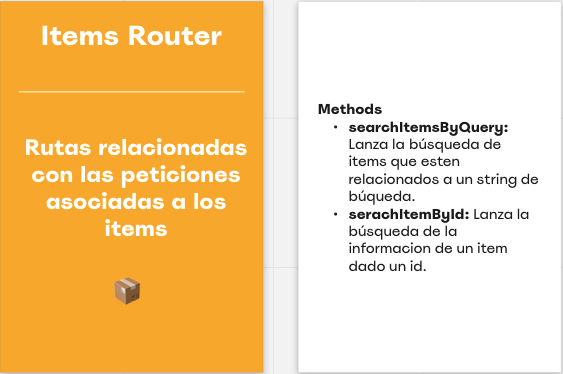 Items Router
Rutas relacionadas
con las peticiones
asociadas a los
items
Methods
• searchItemsByQuery:
Lanza la búsqueda de
items que esten
relacionados a un string de
búqueda.
• serachItemById: Lanza la
búsqueda de la
informacion de un item
dado un id.